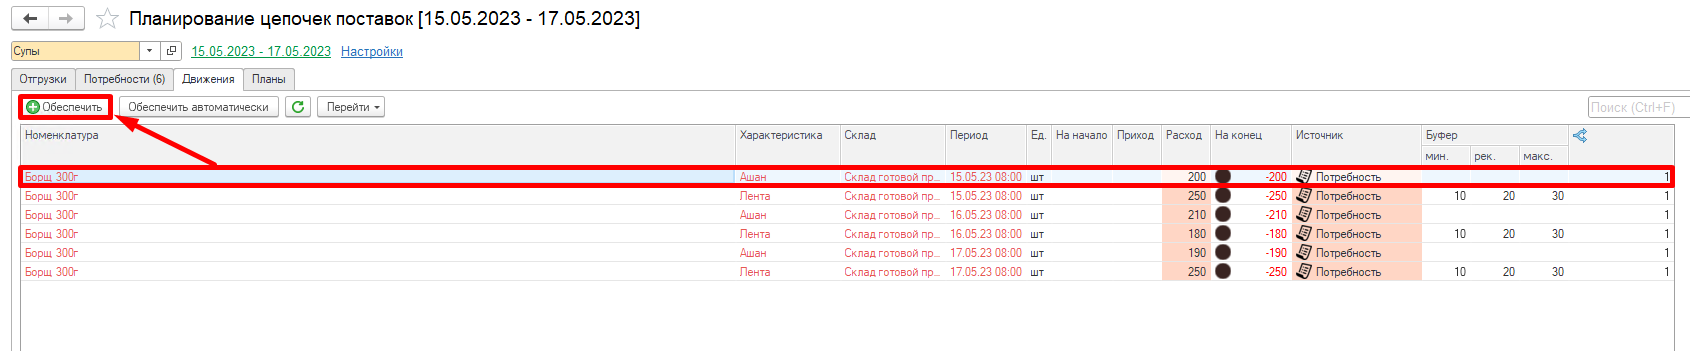 Планирование цепочек поставок [15.05.2023 - 17.05.2023]
Супы 15.05.2023 - 17.05.2023 Настройки
Отгрузки Потребности (6) Движения Планы
Обеспечить Обеспечить автоматически Перейти Поиск (Ctrl+F)
Номенклатура Характеристика Склад Период Ед. На начало Приход Расход На конец Источник Буфер
мин. рек. макс.
Борщ 300г Ашан Склад готовой пр... 15.05.23 08:00 шт 200 -200 Потребность 1
Борщ 300г Лента Склад готовой пр... 15.05.23 08:00 шт 250 -250 Потребность 10 20 30 1
Борщ 300г Ашан Склад готовой пр... 16.05.23 08:00 шт 210 -210 Потребность 1
Борщ 300г Лента Склад готовой пр... 16.05.23 08:00 шт 180 -180 Потребность 10 20 30 1
Борщ 300г Ашан Склад готовой пр... 17.05.23 08:00 шт 190 -190 Потребность 1
Борщ 300г Лента Склад готовой пр... 17.05.23 08:00 шт 250 -250 Потребность 10 20 30 1